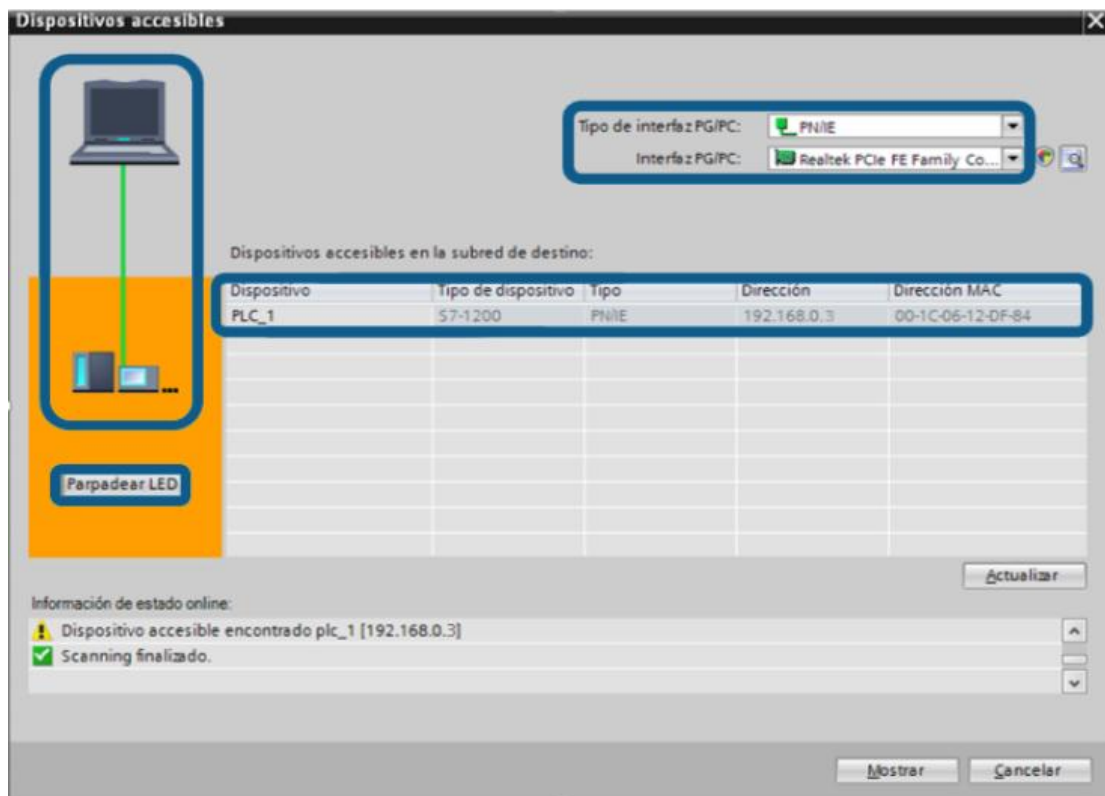 Dispositivos accesibles
Tipo de interfaz PG/PC: PN/IE
Interfaz PG/PC: Realtek PCIe FE Family Co...
Dispositivos accesibles en la subred de destino:
Dispositivo Tipo de dispositivo Tipo Dirección Dirección MAC
PLC_1 S7-1200 PN/IE 192.168.0.3 00-1C-06-12-DF-84
Parpadear LED
Actualizar
Información de estado online:
Dispositivo accesible encontrado plc_1 [192.168.0.3]
Scanning finalizado.
Mostrar Cancelar